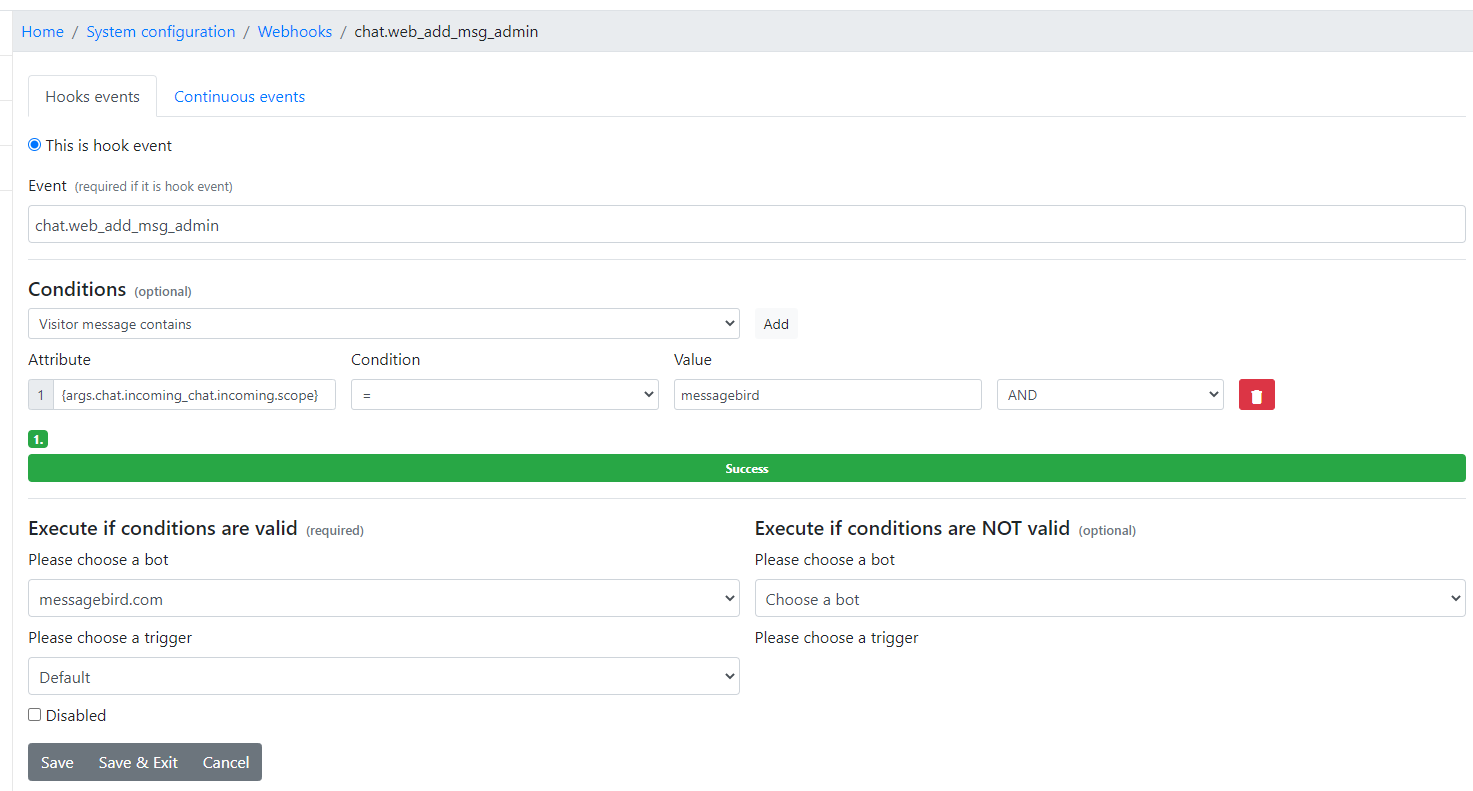 Home / System configuration / Webhooks / chat.web_add_msg_admin
Hooks events Continuous events
This is hook event
Event (required if it is hook event)
chat.web_add_msg_admin
Conditions (optional)
Visitor message contains Add
Attribute Condition Value
1 {args.chat.incoming_chat.incoming.scope} = messagebird AND
1.
Success
Execute if conditions are valid (required) Execute if conditions are NOT valid (optional)
Please choose a bot Please choose a bot
messagebird.com Choose a bot
Please choose a trigger Please choose a trigger
Default
Disabled
Save Save & Exit Cancel